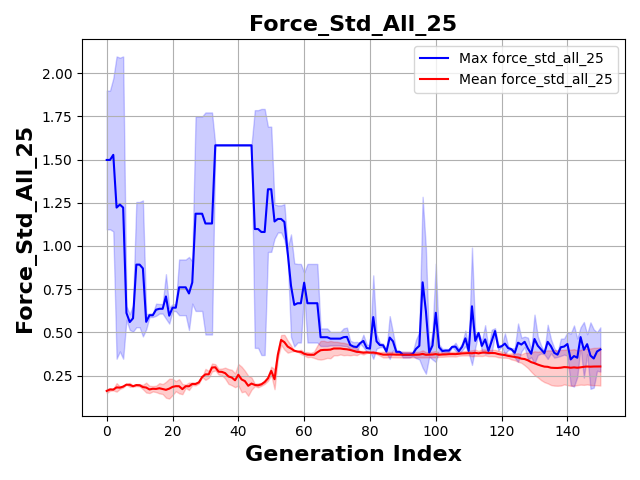 Force_Std_All_25
Max force_std_all_25
Mean force_std_all_25
Force_Std_All_25
2.00
1.75
1.50
1.25
1.00
0.75
0.50
0.25
0 20 40 60 80 100 120 140
Generation Index